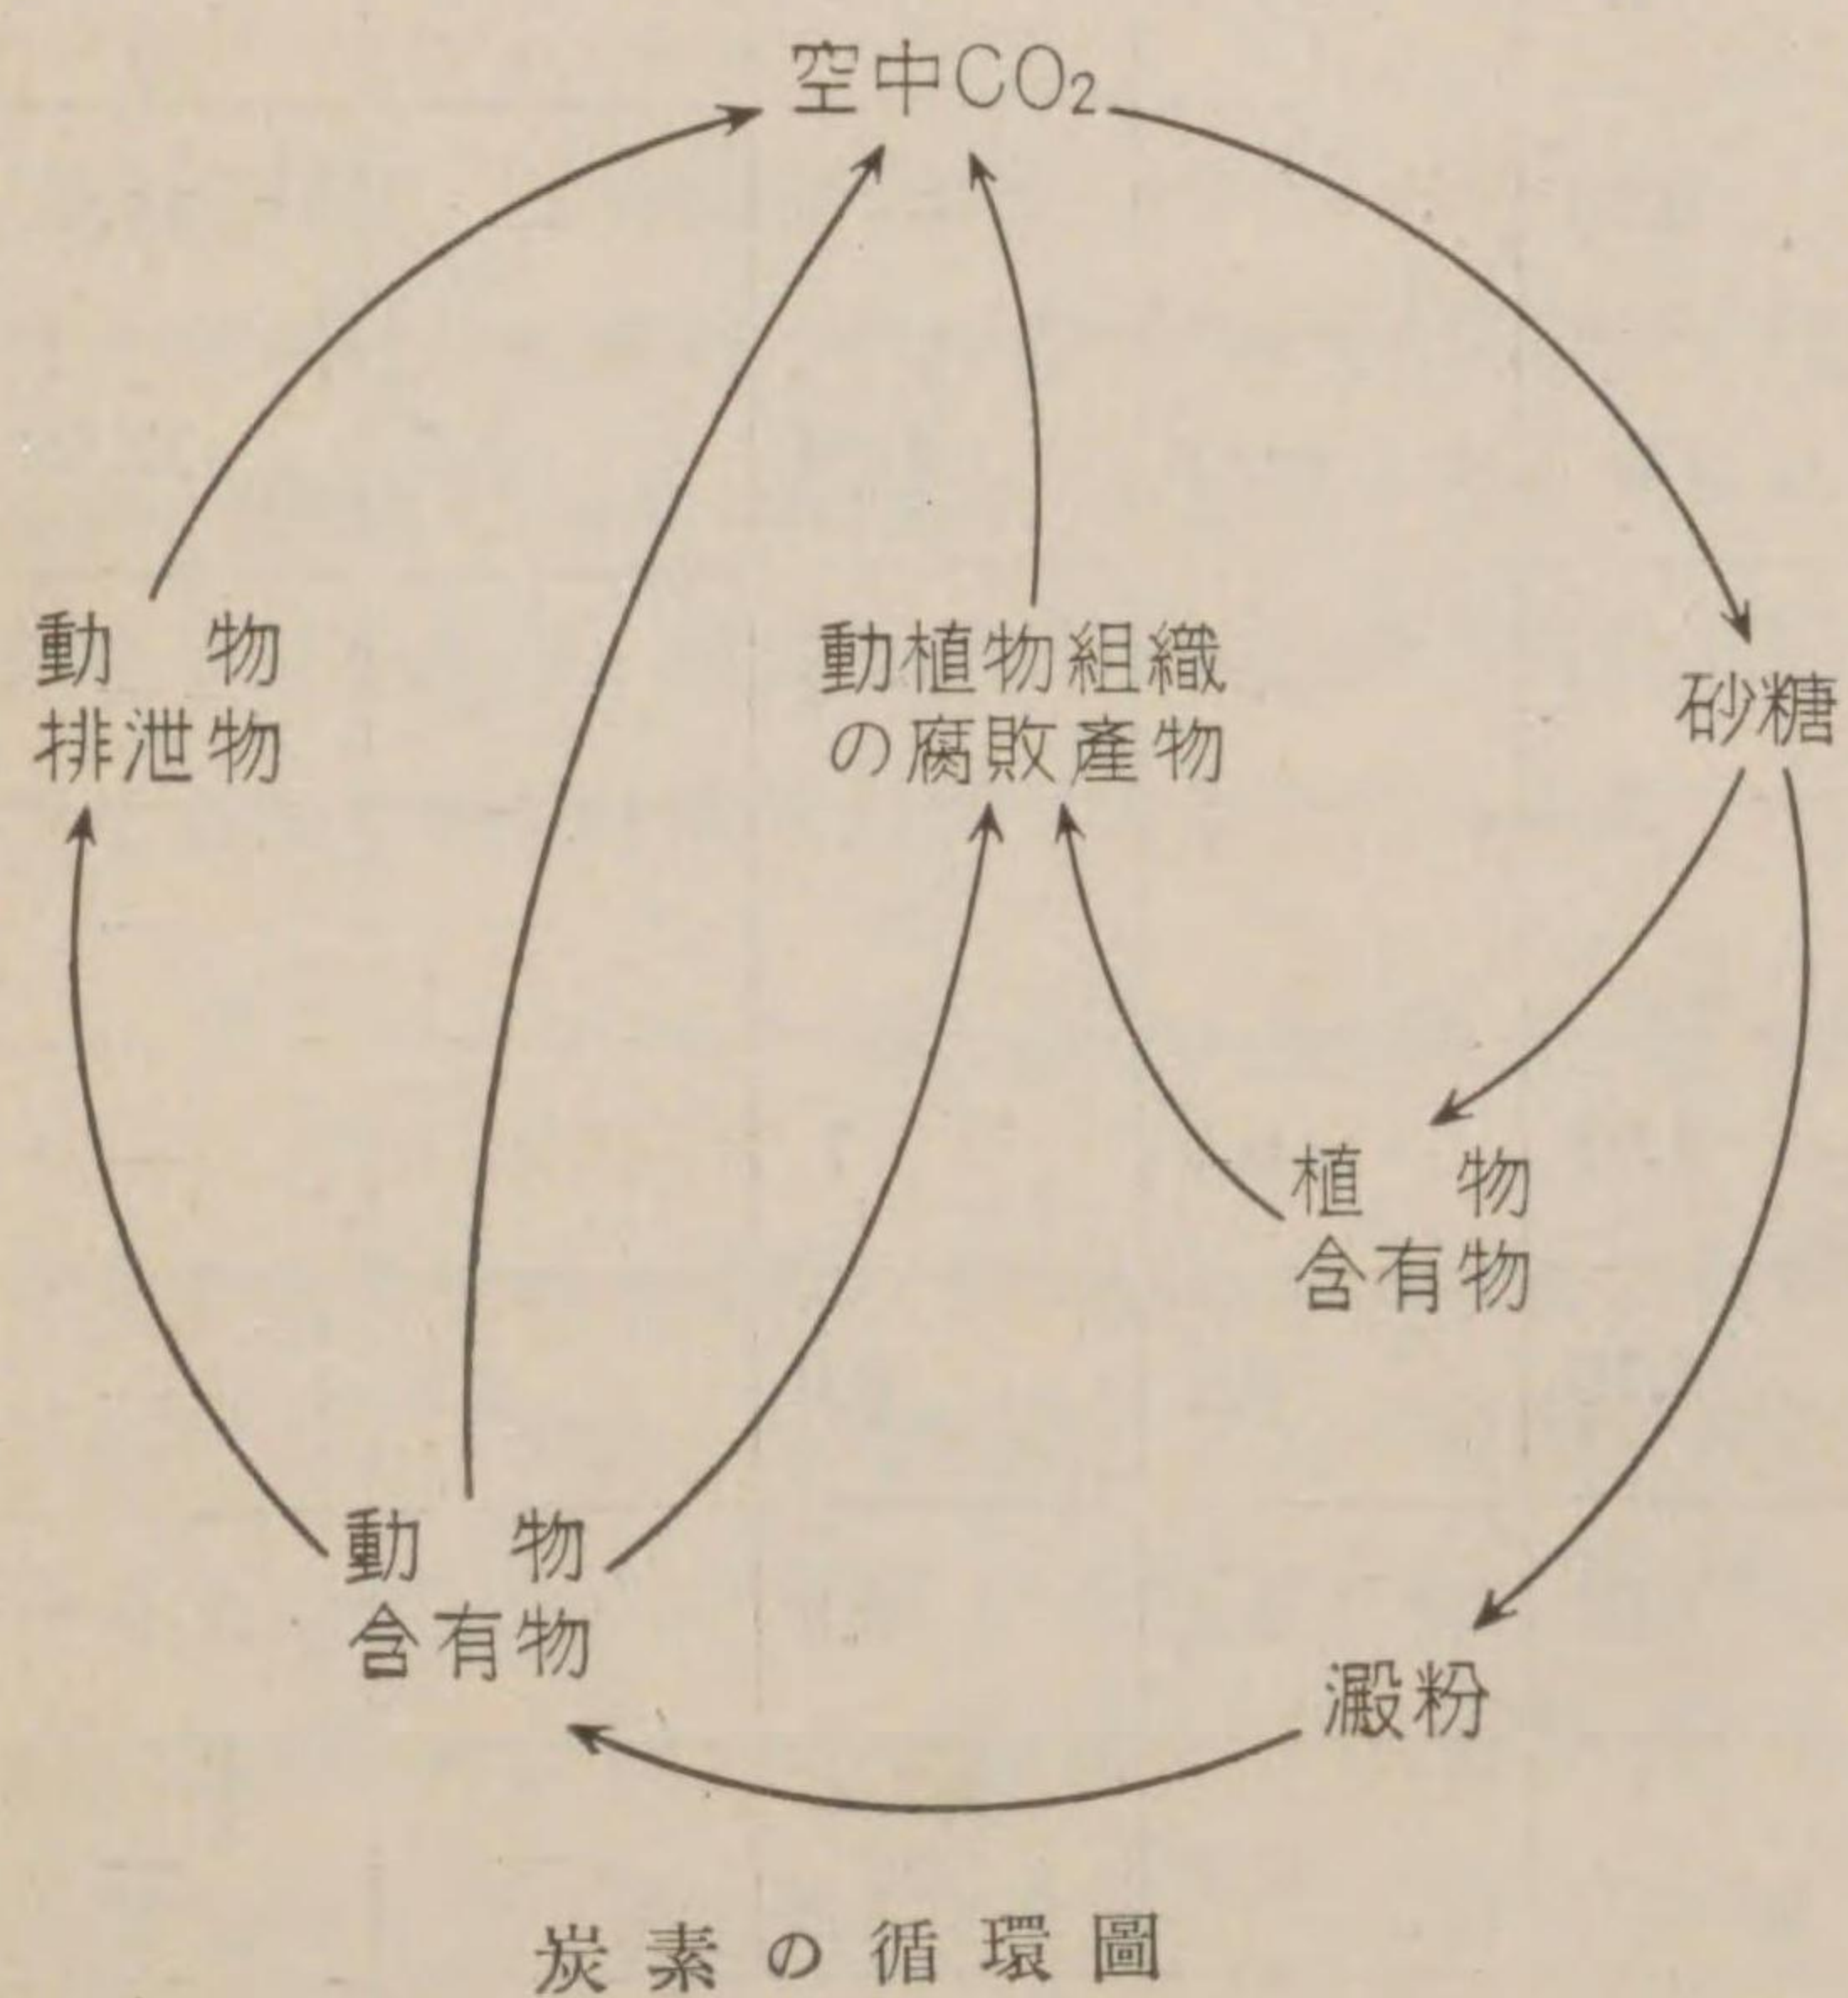 空中CO₂
動 物
排泄物
動植物組織
の腐敗產物
砂糖
植 物
含有物
動 物
含有物
澱粉
炭素の循環圖